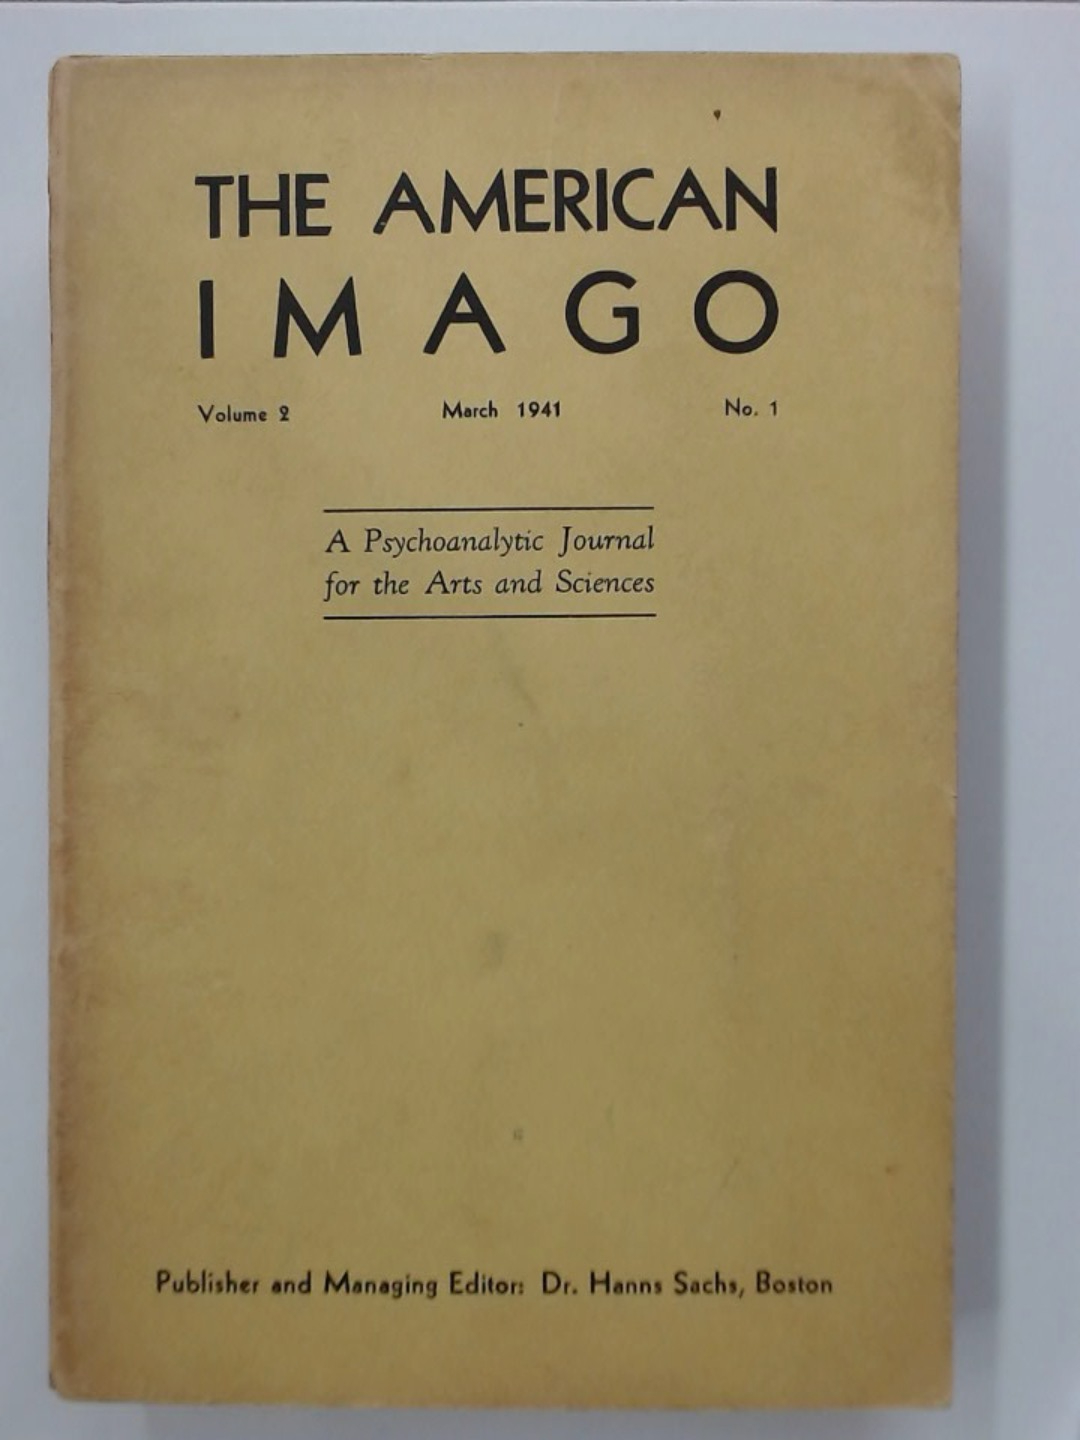 THE AMERICAN
IMAGO
Volume 2 March 1941 No. 1
A Psychoanalytic Journal
for the Arts and Sciences
Publisher and Managing Editor: Dr. Hanns Sachs, Boston